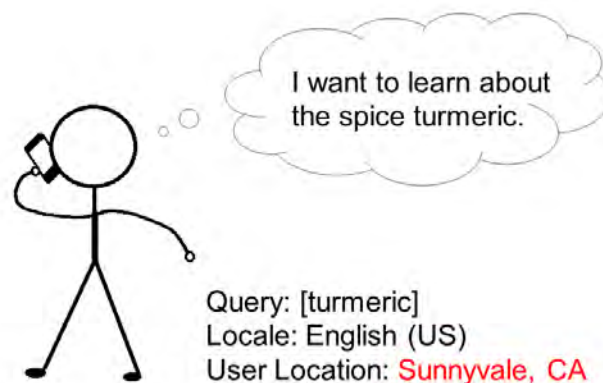 I want to learn about
the spice turmeric.
Query: [turmeric]
Locale: English (US)
User Location: Sunnyvale, CA